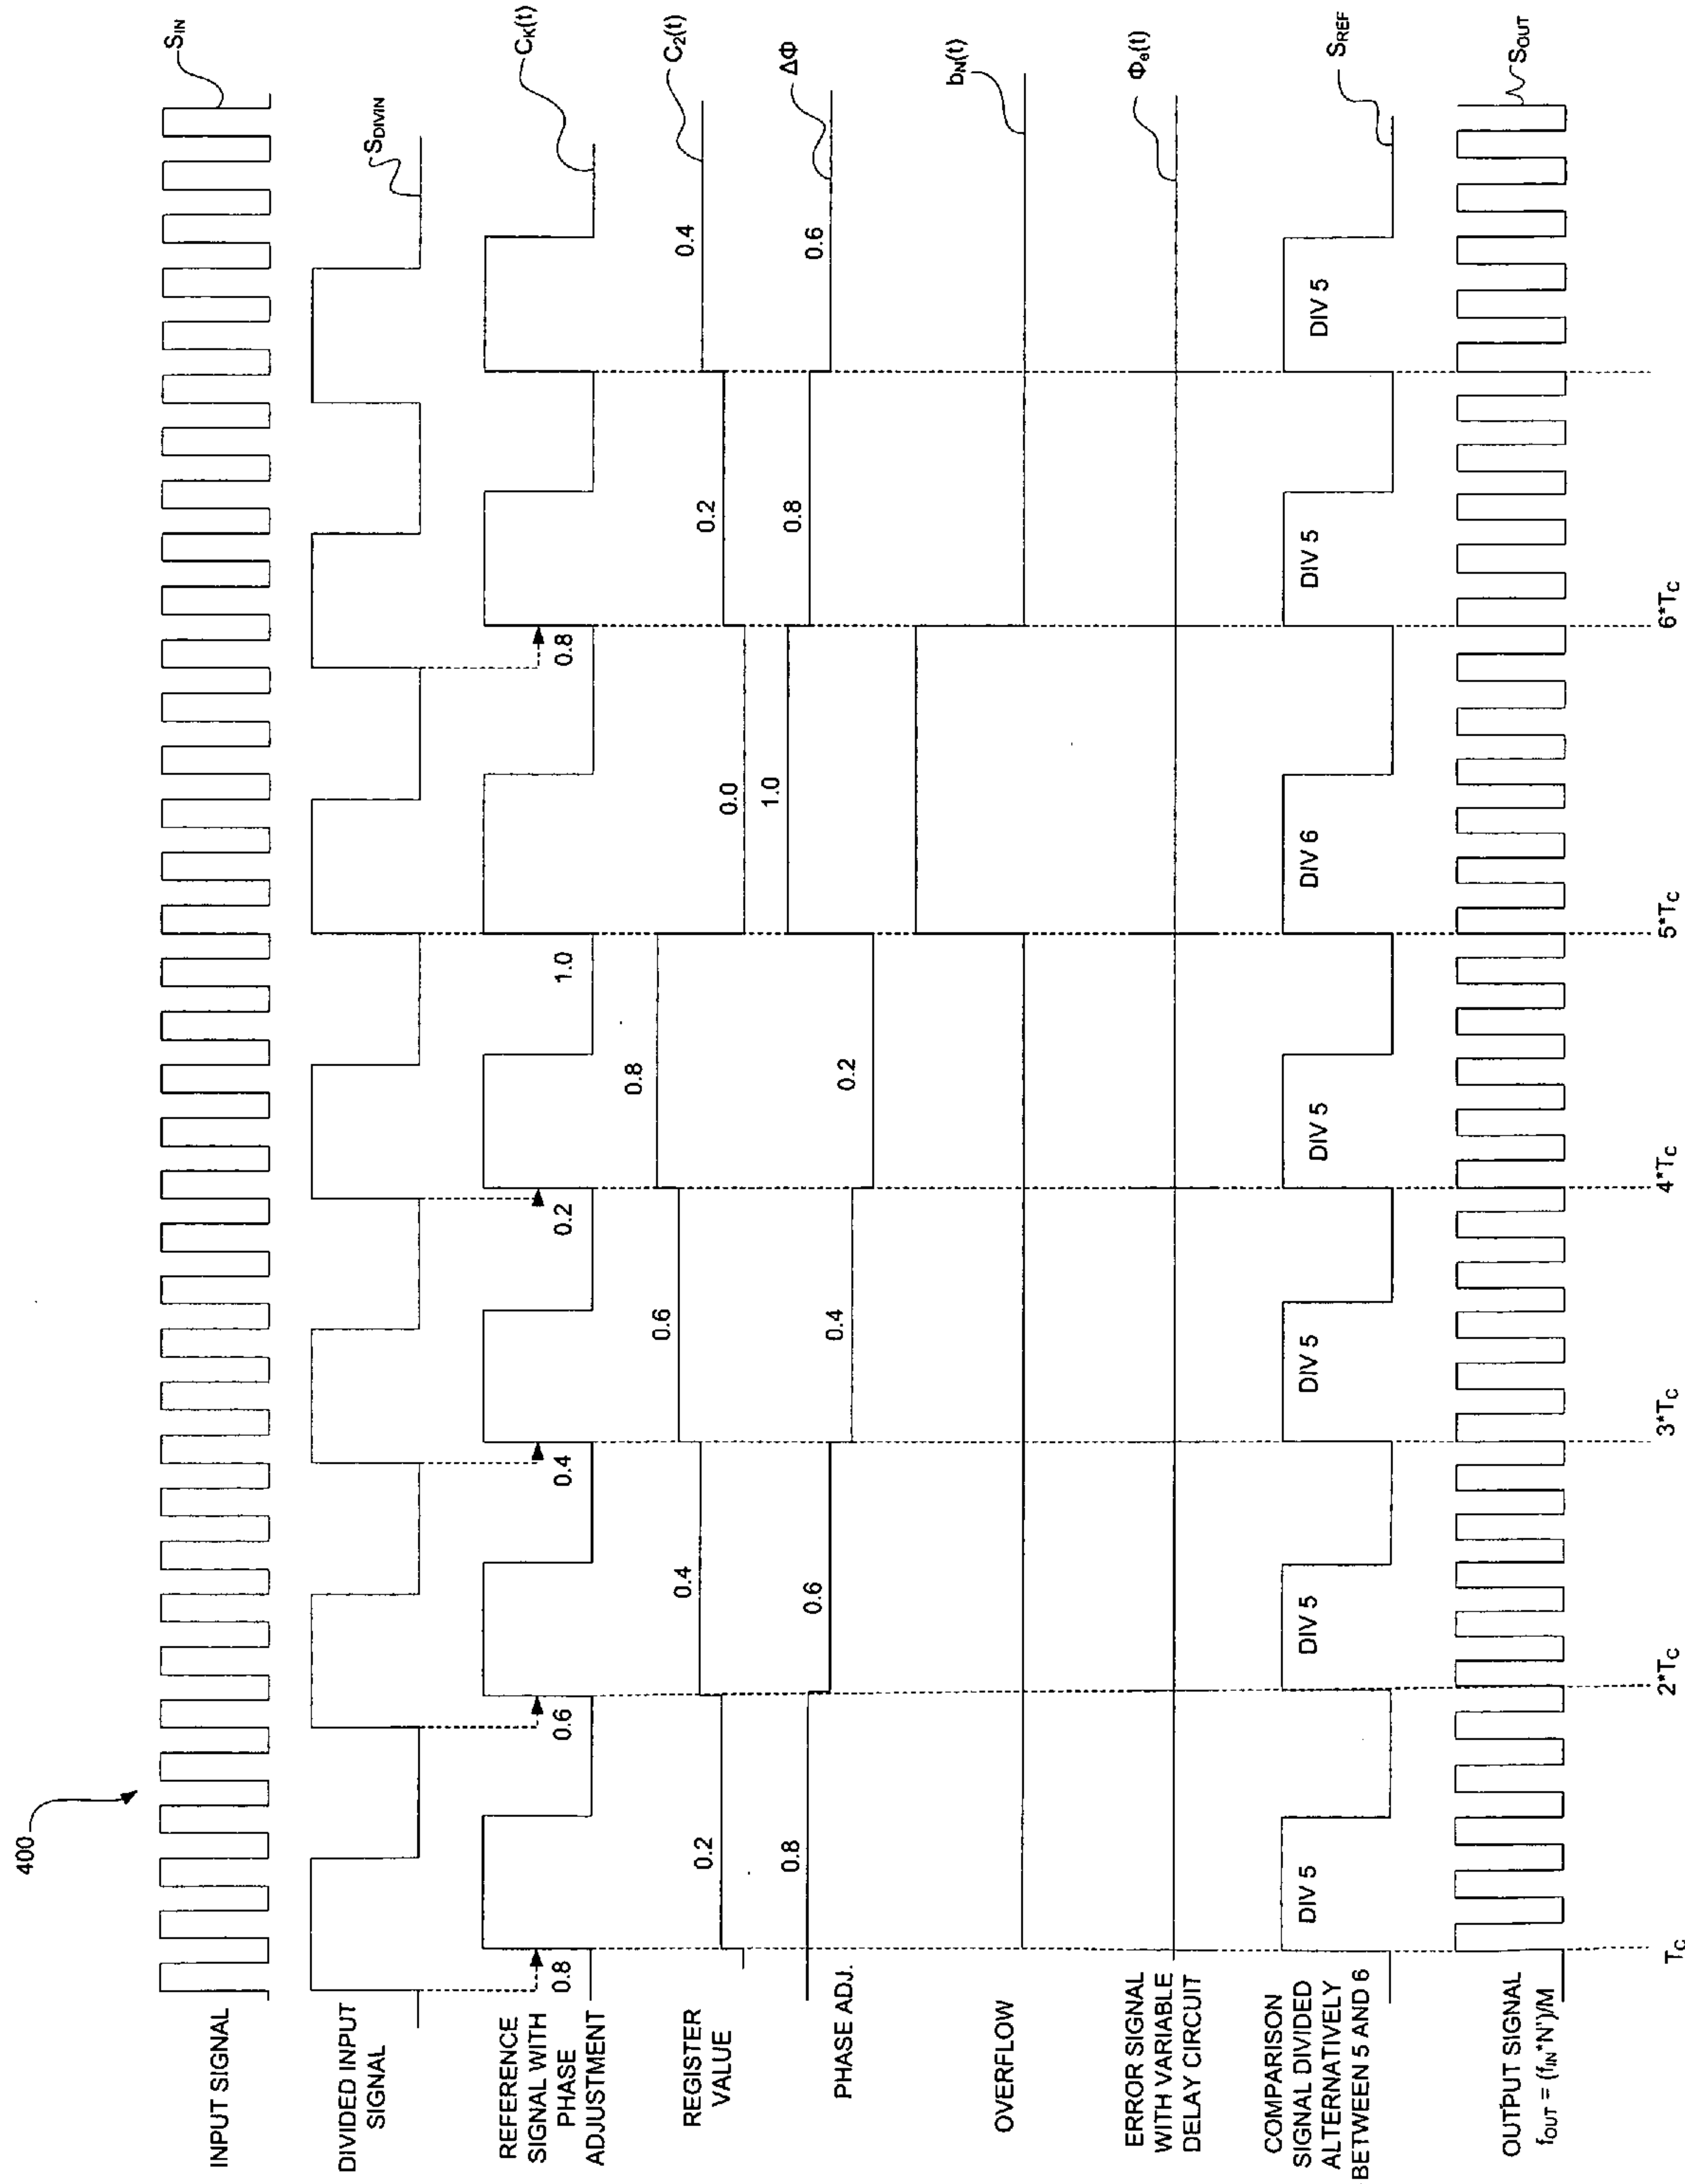 400
INPUT SIGNAL
S_IN
DIVIDED INPUT
SIGNAL
S_DIVIN
REFERENCE
SIGNAL WITH
PHASE
ADJUSTMENT
0.8
0.6
0.4
0.2
1.0
0.8
C_K(t)
REGISTER
VALUE
0.2
0.4
0.6
0.8
0.0
0.2
0.4
C_2(t)
PHASE ADJ.
0.8
0.6
0.4
0.2
1.0
0.8
0.6
ΔΦ
OVERFLOW
b_N(t)
ERROR SIGNAL
WITH VARIABLE
DELAY CIRCUIT
Φ_e(t)
COMPARISON
SIGNAL DIVIDED
ALTERNATIVELY
BETWEEN 5 AND 6
DIV 5
DIV 5
DIV 5
DIV 5
DIV 6
DIV 5
DIV 5
S_REF
OUTPUT SIGNAL
f_OUT = (f_IN*N')/M
S_OUT
T_C
2*T_C
3*T_C
4*T_C
5*T_C
6*T_C